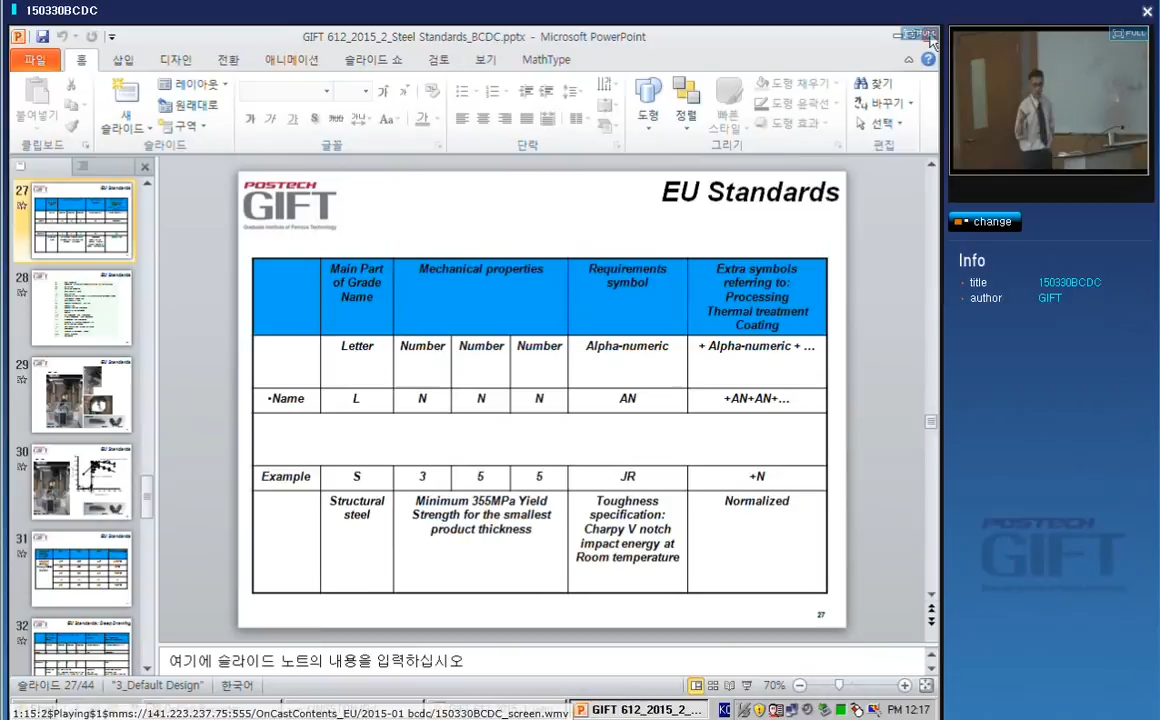 150330BCDC
GIFT 612_2015_2_Steel Standards_BCDC.pptx - Microsoft PowerPoint
파일 홈 삽입 디자인 전환 애니메이션 슬라이드 쇼 검토 보기 MathType
붙여넣기
클립보드
새 슬라이드
레이아웃
원래대로
구역
슬라이드
글꼴
단락
도형
정렬
빠른 스타일
도형 채우기
도형 윤곽선
도형 효과
그리기
찾기
바꾸기
선택
편집
FULL
change
Info
title 150330BCDC
author GIFT
27
28
29
30
31
32
POSTECH
GIFT
Graduate Institute of Ferrous Technology
EU Standards
Main Part of Grade Name
Mechanical properties
Requirements symbol
Extra symbols referring to: Processing Thermal treatment Coating
Letter Number Number Number Alpha-numeric + Alpha-numeric + ...
•Name L N N N AN +AN+AN+...
Example S 3 5 5 JR +N
Structural steel
Minimum 355MPa Yield Strength for the smallest product thickness
Toughness specification: Charpy V notch impact energy at Room temperature
Normalized
27
여기에 슬라이드 노트의 내용을 입력하십시오
슬라이드 27/44 "3_Default Design" 한국어 70%
1:15:2$Playing$1$mms://141.223.237.75:555/OnCastContents_EU/2015-01 bcdc/150330BCDC_screen.wmv
GIFT 612_2015_2_...
PM 12:17
POSTECH
GIFT